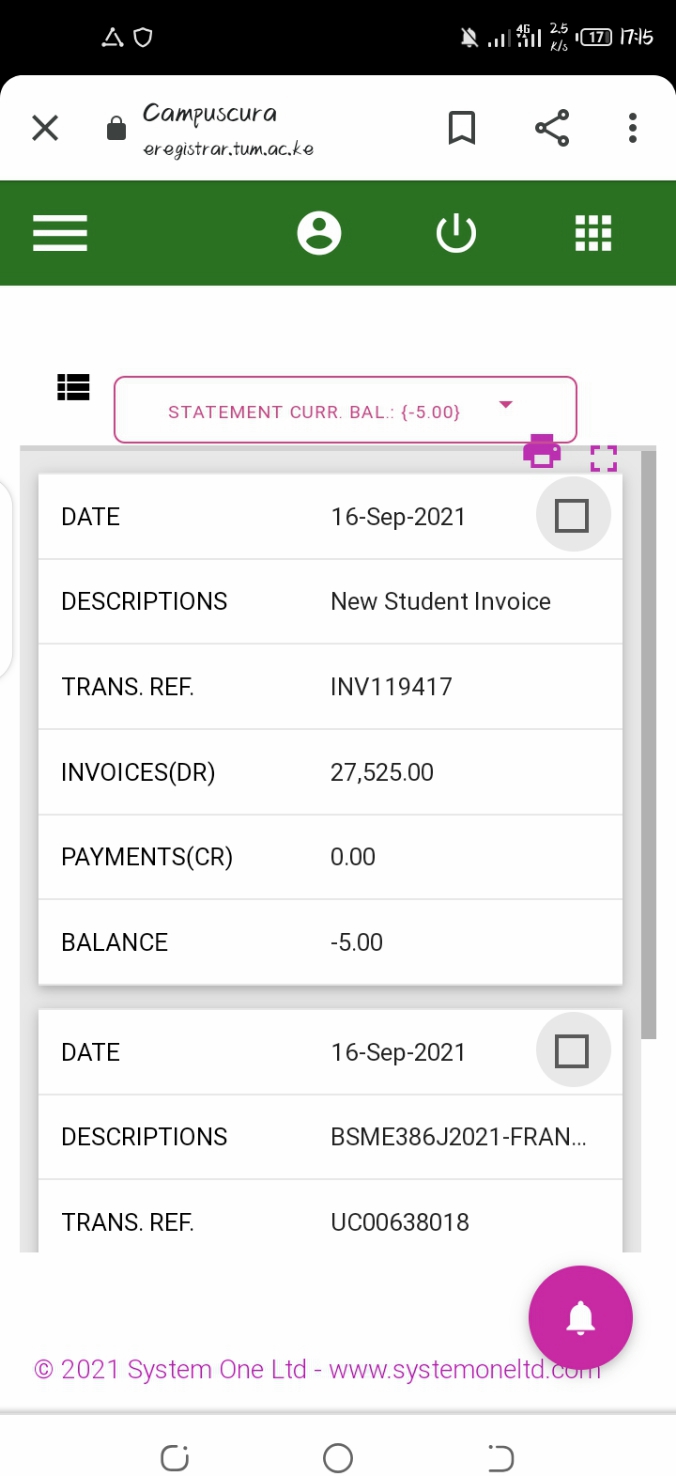 4G 2.5 K/s 17 17:15
Campuscura
eregistrar.tum.ac.ke
STATEMENT CURR. BAL.: {-5.00}
DATE 16-Sep-2021
DESCRIPTIONS New Student Invoice
TRANS. REF. INV119417
INVOICES(DR) 27,525.00
PAYMENTS(CR) 0.00
BALANCE -5.00
DATE 16-Sep-2021
DESCRIPTIONS BSME386J2021-FRAN...
TRANS. REF. UC00638018
© 2021 System One Ltd - www.systemoneltd.com